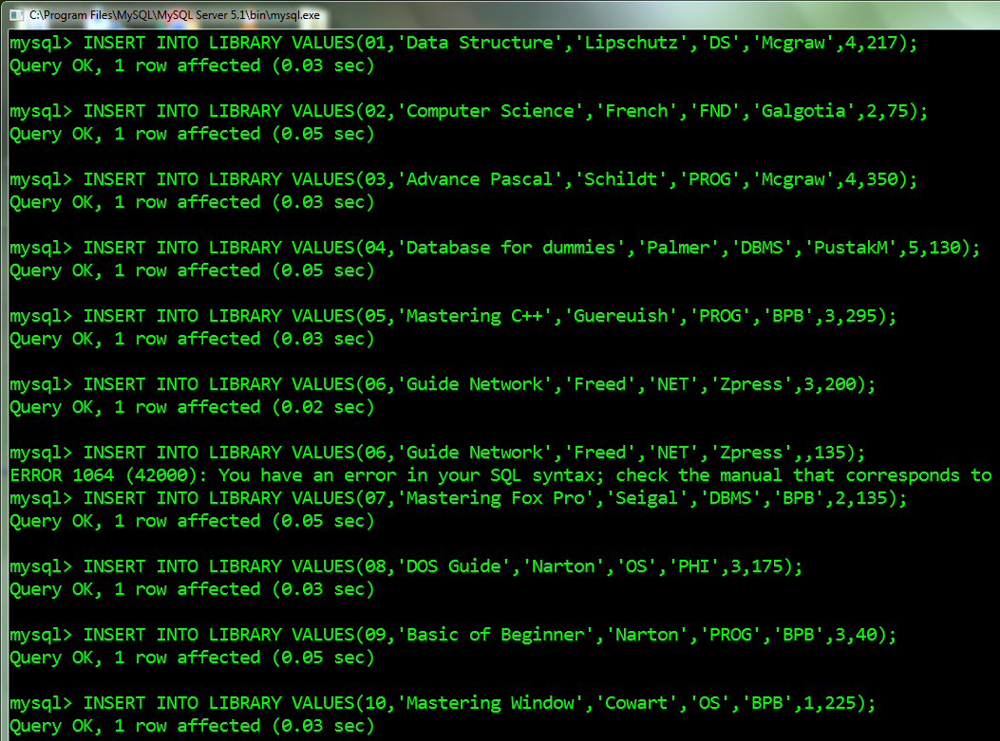 C:\Program Files\MySQL\MySQL Server 5.1\bin\mysql.exe
mysql> INSERT INTO LIBRARY VALUES(01,'Data Structure','Lipschutz','DS','Mcgraw',4,217);
Query OK, 1 row affected (0.03 sec)
mysql> INSERT INTO LIBRARY VALUES(02,'Computer Science','French','FND','Galgotia',2,75);
Query OK, 1 row affected (0.05 sec)
mysql> INSERT INTO LIBRARY VALUES(03,'Advance Pascal','Schildt','PROG','Mcgraw',4,350);
Query OK, 1 row affected (0.03 sec)
mysql> INSERT INTO LIBRARY VALUES(04,'Database for dummies','Palmer','DBMS','PustakM',5,130);
Query OK, 1 row affected (0.05 sec)
mysql> INSERT INTO LIBRARY VALUES(05,'Mastering C++','Guereuish','PROG','BPB',3,295);
Query OK, 1 row affected (0.03 sec)
mysql> INSERT INTO LIBRARY VALUES(06,'Guide Network','Freed','NET','Zpress',3,200);
Query OK, 1 row affected (0.02 sec)
mysql> INSERT INTO LIBRARY VALUES(06,'Guide Network','Freed','NET','Zpress',,135);
ERROR 1064 (42000): You have an error in your SQL syntax; check the manual that corresponds to
mysql> INSERT INTO LIBRARY VALUES(07,'Mastering Fox Pro','Seigal','DBMS','BPB',2,135);
Query OK, 1 row affected (0.05 sec)
mysql> INSERT INTO LIBRARY VALUES(08,'DOS Guide','Narton','OS','PHI',3,175);
Query OK, 1 row affected (0.03 sec)
mysql> INSERT INTO LIBRARY VALUES(09,'Basic of Beginner','Narton','PROG','BPB',3,40);
Query OK, 1 row affected (0.05 sec)
mysql> INSERT INTO LIBRARY VALUES(10,'Mastering Window','Cowart','OS','BPB',1,225);
Query OK, 1 row affected (0.03 sec)